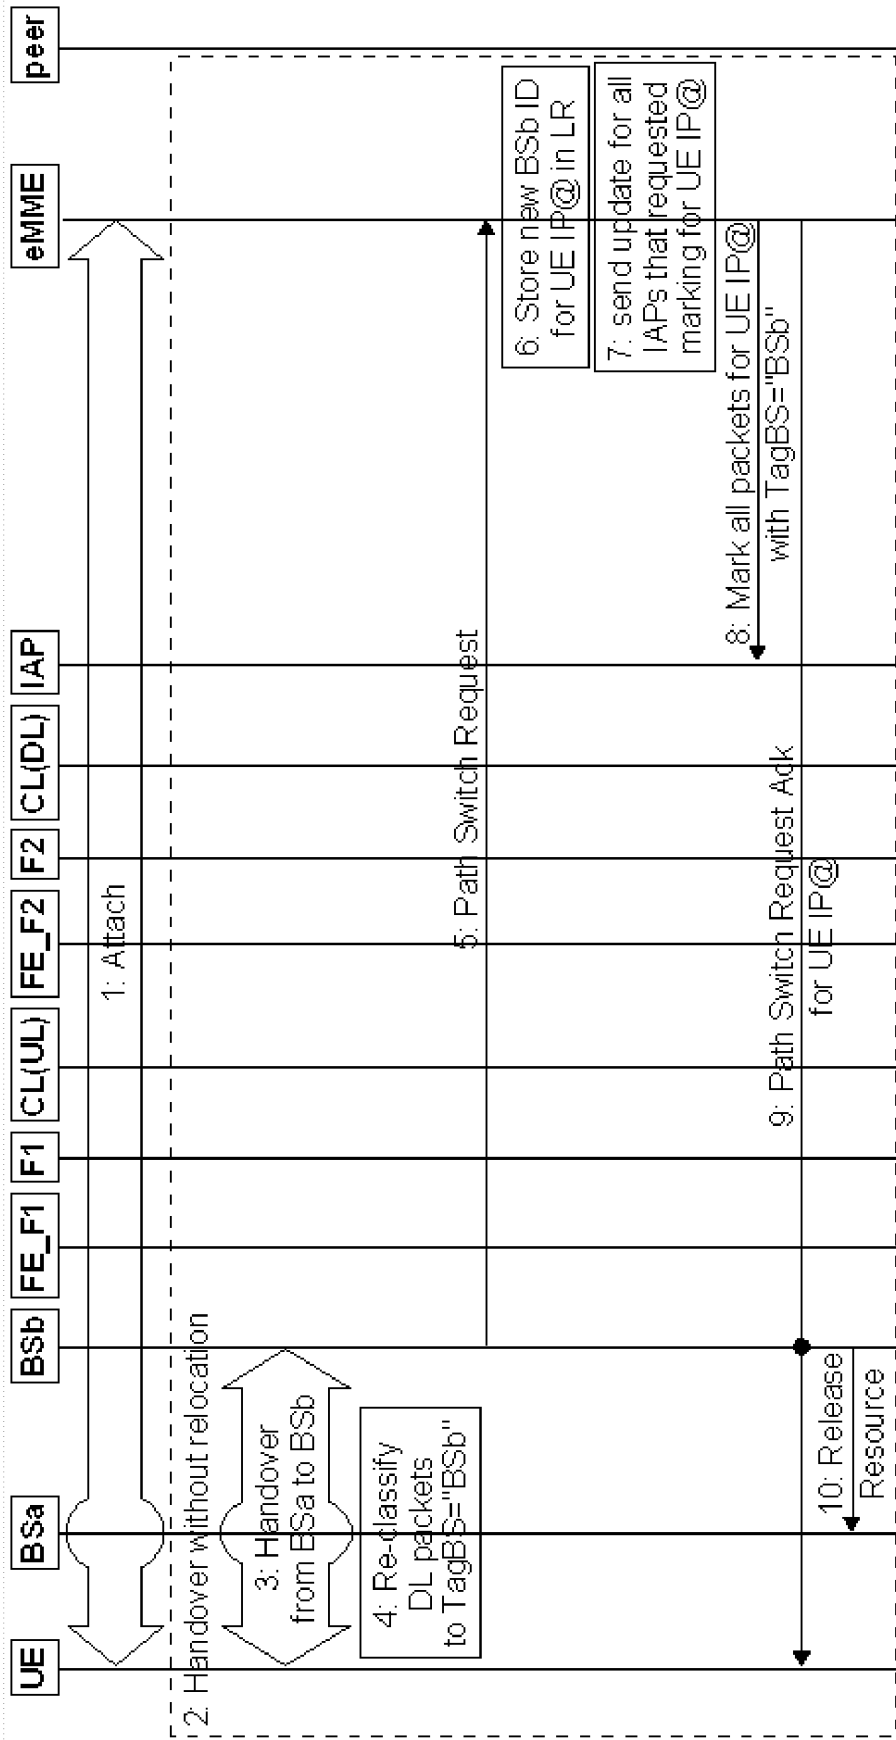 UE
BSa
BSb
FE_F1
F1
CL(UL)
FE_F2
F2
CL(DL)
IAP
eMME
peer
1: Attach
2: Handover without relocation
3: Handover
from BSa to BSb
4: Re-classify
DL packets
to TagBS="BSb"
5: Path Switch Request
6: Store new BSb ID
for UE IP@ in LR
7: send update for all
IAPs that requested
marking for UE IP@
8: Mark all packets for UE IP@
with TagBS="BSb"
9: Path Switch Request Ack
for UE IP@
10: Release
Resource